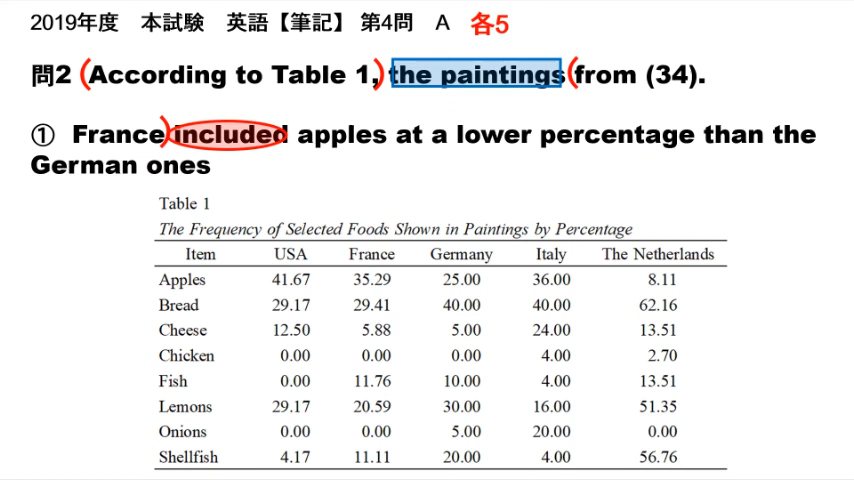 2019年度 本試験 英語【筆記】 第4問 A 各5
問2 (According to Table 1,) the paintings (from (34).
① France) included apples at a lower percentage than the
German ones
Table 1
The Frequency of Selected Foods Shown in Paintings by Percentage
Item USA France Germany Italy The Netherlands
Apples 41.67 35.29 25.00 36.00 8.11
Bread 29.17 29.41 40.00 40.00 62.16
Cheese 12.50 5.88 5.00 24.00 13.51
Chicken 0.00 0.00 0.00 4.00 2.70
Fish 0.00 11.76 10.00 4.00 13.51
Lemons 29.17 20.59 30.00 16.00 51.35
Onions 0.00 0.00 5.00 20.00 0.00
Shellfish 4.17 11.11 20.00 4.00 56.76